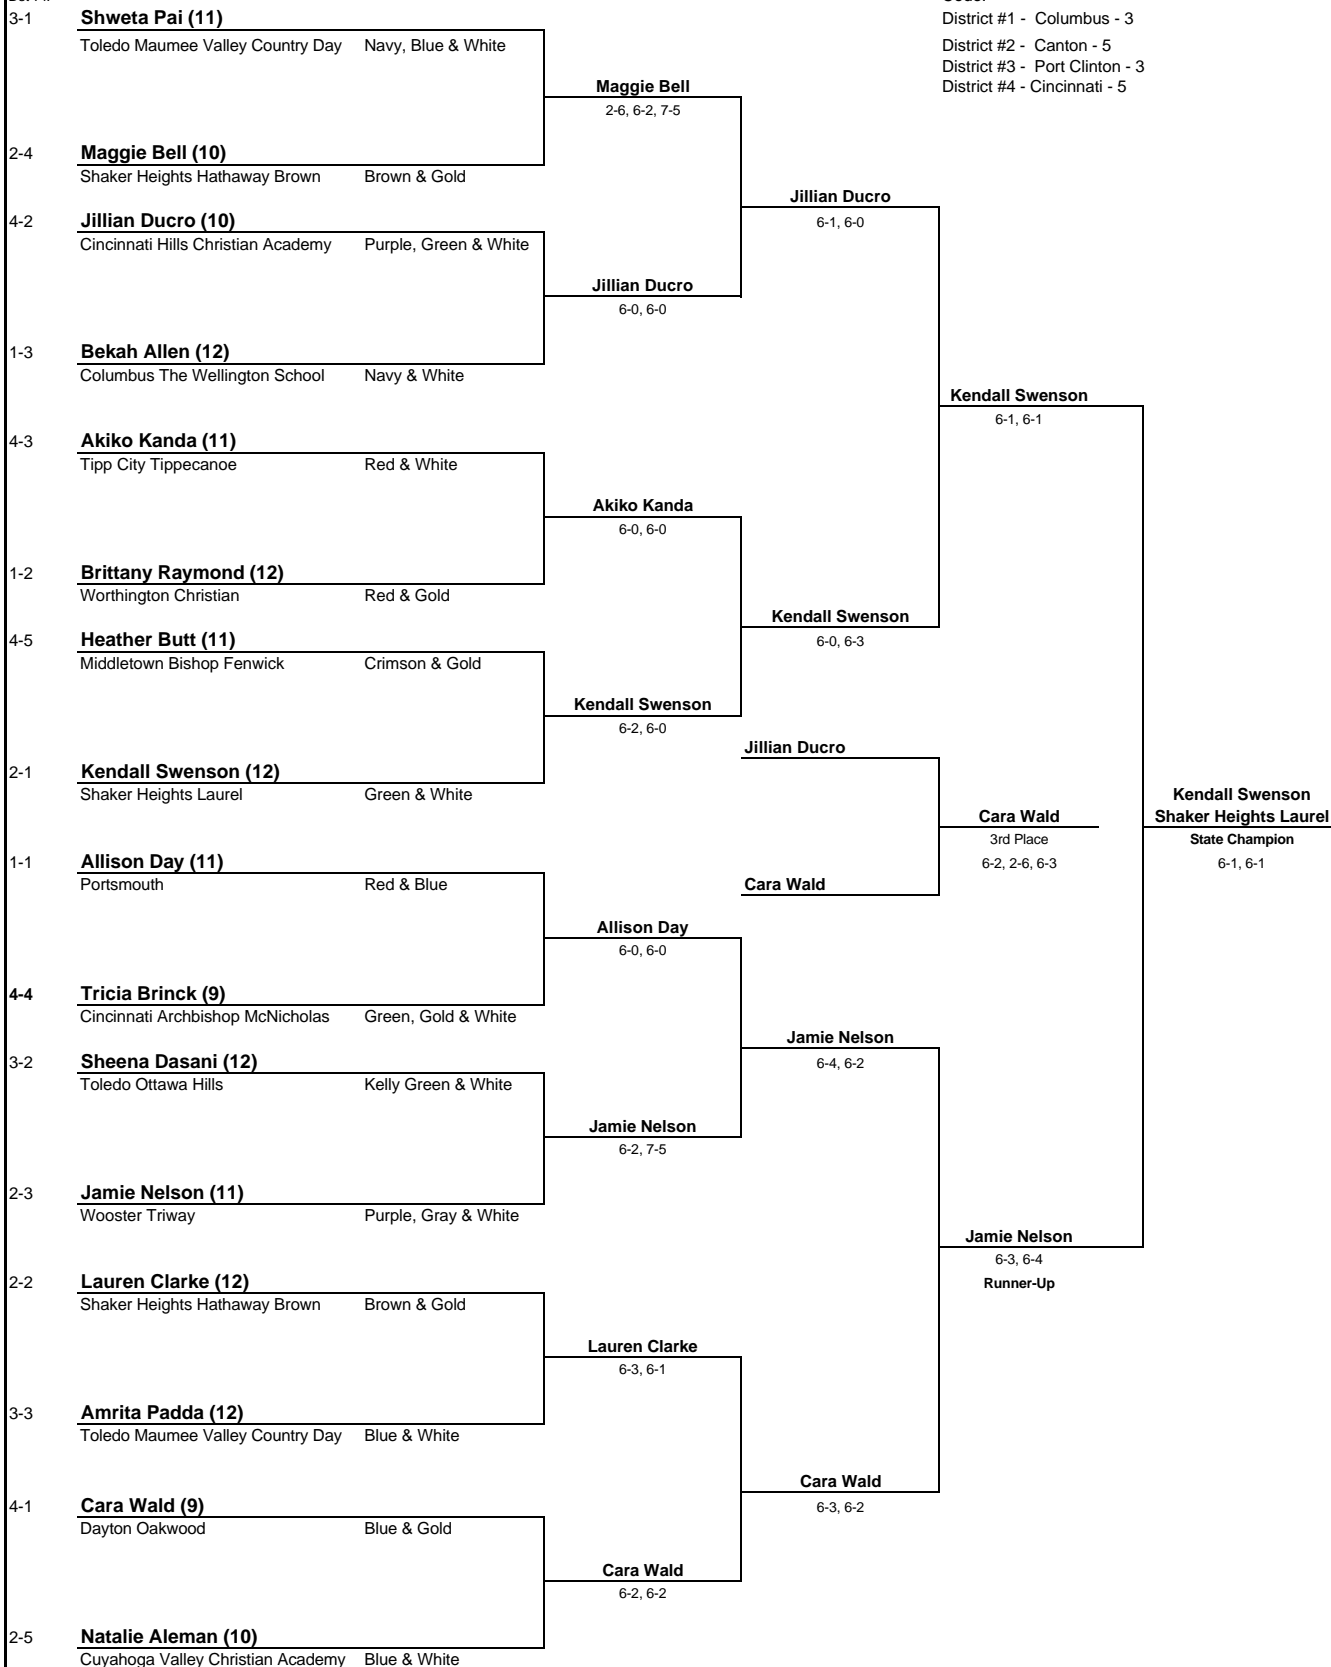 3-1 Shweta Pai (11)
District #1 - Columbus - 3
Toledo Maumee Valley Country Day Navy, Blue & White
District #2 - Canton - 5
District #3 - Port Clinton - 3
Maggie Bell
District #4 - Cincinnati - 5
2-6, 6-2, 7-5
2-4 Maggie Bell (10)
Shaker Heights Hathaway Brown Brown & Gold
Jillian Ducro
4-2 Jillian Ducro (10)
6-1, 6-0
Cincinnati Hills Christian Academy Purple, Green & White
Jillian Ducro
6-0, 6-0
1-3 Bekah Allen (12)
Columbus The Wellington School Navy & White
Kendall Swenson
6-1, 6-1
4-3 Akiko Kanda (11)
Tipp City Tippecanoe Red & White
Akiko Kanda
6-0, 6-0
1-2 Brittany Raymond (12)
Worthington Christian Red & Gold
Kendall Swenson
4-5 Heather Butt (11)
6-0, 6-3
Middletown Bishop Fenwick Crimson & Gold
Kendall Swenson
6-2, 6-0
Jillian Ducro
2-1 Kendall Swenson (12)
Shaker Heights Laurel Green & White
Kendall Swenson
Cara Wald Shaker Heights Laurel
3rd Place State Champion
1-1 Allison Day (11)
6-2, 2-6, 6-3 6-1, 6-1
Portsmouth Red & Blue
Cara Wald
Allison Day
6-0, 6-0
4-4 Tricia Brinck (9)
Cincinnati Archbishop McNicholas Green, Gold & White
Jamie Nelson
3-2 Sheena Dasani (12)
6-4, 6-2
Toledo Ottawa Hills Kelly Green & White
Jamie Nelson
6-2, 7-5
2-3 Jamie Nelson (11)
Wooster Triway Purple, Gray & White
Jamie Nelson
6-3, 6-4
2-2 Lauren Clarke (12)
Runner-Up
Shaker Heights Hathaway Brown Brown & Gold
Lauren Clarke
6-3, 6-1
3-3 Amrita Padda (12)
Toledo Maumee Valley Country Day Blue & White
Cara Wald
4-1 Cara Wald (9)
6-3, 6-2
Dayton Oakwood Blue & Gold
Cara Wald
6-2, 6-2
2-5 Natalie Aleman (10)
Cuyahoga Valley Christian Academy Blue & White